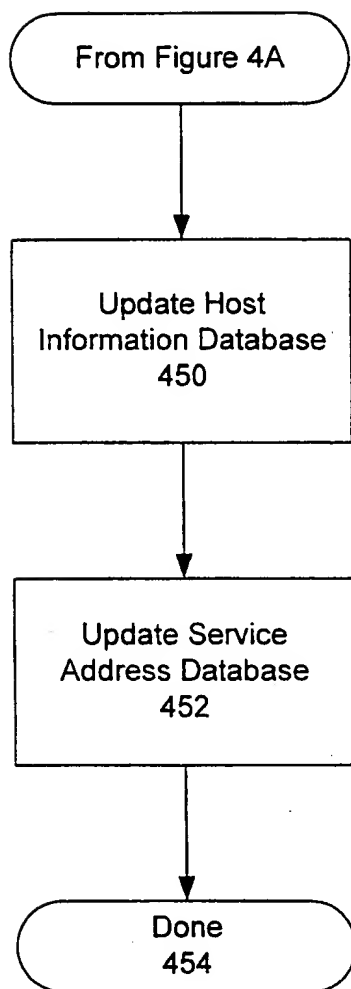 From Figure 4A
Update Host
Information Database
450
Update Service
Address Database
452
Done
454